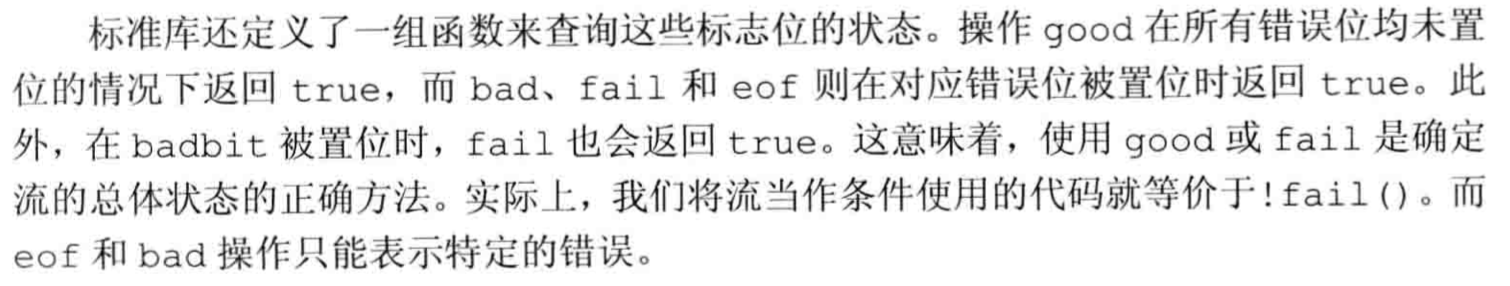 标准库还定义了一组函数来查询这些标志位的状态。操作 good 在所有错误位均未置
位的情况下返回 true，而 bad、fail 和 eof 则在对应错误位被置位时返回 true。此
外，在 badbit 被置位时，fail 也会返回 true。这意味着，使用 good 或 fail 是确定
流的总体状态的正确方法。实际上，我们将流当作条件使用的代码就等价于!fail()。而
eof 和 bad 操作只能表示特定的错误。